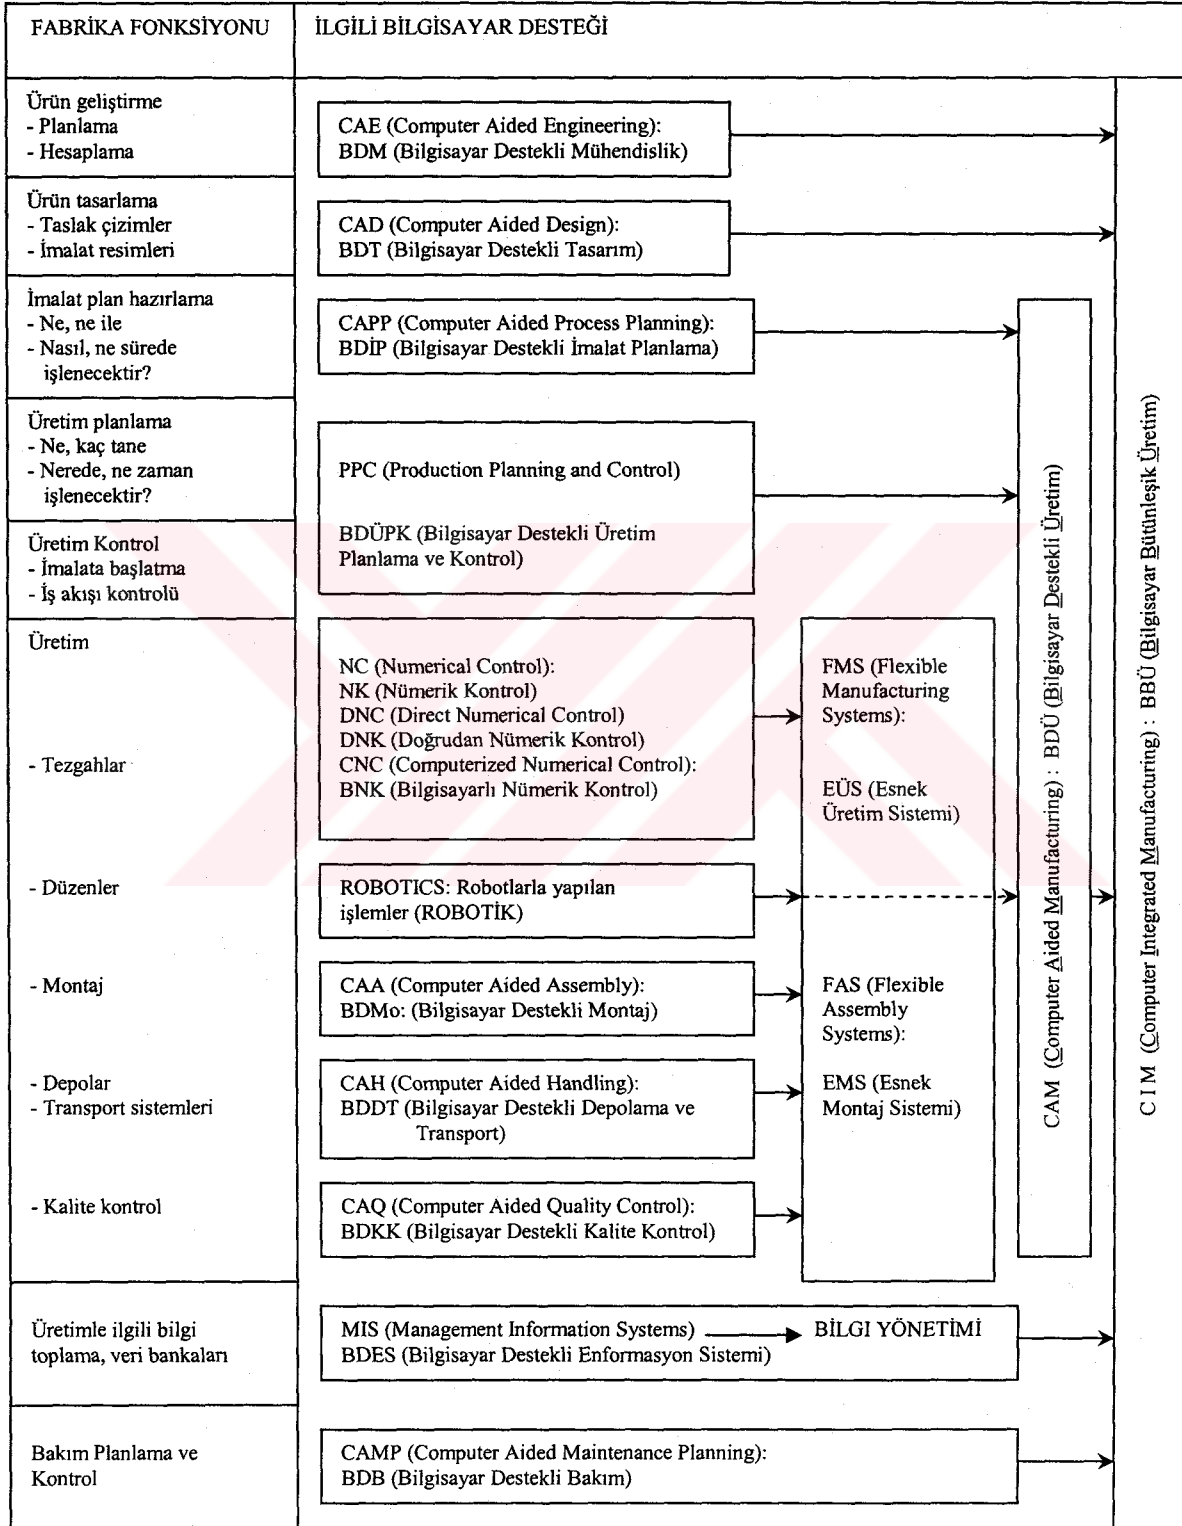 FABRİKA FONKSİYONU
İLGİLİ BİLGİSAYAR DESTEĞİ
Ürün geliştirme
- Planlama
- Hesaplama
CAE (Computer Aided Engineering):
BDM (Bilgisayar Destekli Mühendislik)
Ürün tasarlama
- Taslak çizimler
- İmalat resimleri
CAD (Computer Aided Design):
BDT (Bilgisayar Destekli Tasarım)
İmalat plan hazırlama
- Ne, ne ile
- Nasıl, ne sürede
işlenecektir?
CAPP (Computer Aided Process Planning):
BDİP (Bilgisayar Destekli İmalat Planlama)
Üretim planlama
- Ne, kaç tane
- Nerede, ne zaman
işlenecektir?
PPC (Production Planning and Control)
BDÜPK (Bilgisayar Destekli Üretim
Planlama ve Kontrol)
Üretim Kontrol
- İmalata başlatma
- İş akışı kontrolü
Üretim
- Tezgahlar
NC (Numerical Control):
NK (Nümerik Kontrol)
DNC (Direct Numerical Control)
DNK (Doğrudan Nümerik Kontrol)
CNC (Computerized Numerical Control):
BNK (Bilgisayarlı Nümerik Kontrol)
FMS (Flexible
Manufacturing
Systems):
EÜS (Esnek
Üretim Sistemi)
- Düzenler
ROBOTICS: Robotlarla yapılan
işlemler (ROBOTİK)
- Montaj
CAA (Computer Aided Assembly):
BDMo: (Bilgisayar Destekli Montaj)
FAS (Flexible
Assembly
Systems):
- Depolar
- Transport sistemleri
CAH (Computer Aided Handling):
BDDT (Bilgisayar Destekli Depolama ve
Transport)
EMS (Esnek
Montaj Sistemi)
- Kalite kontrol
CAQ (Computer Aided Quality Control):
BDKK (Bilgisayar Destekli Kalite Kontrol)
CAM (Computer Aided Manufacturing) : BDÜ (Bilgisayar Destekli Üretim)
C I M (Computer Integrated Manufacturing) : BBÜ (Bilgisayar Bütünleşik Üretim)
Üretimle ilgili bilgi
toplama, veri bankaları
MIS (Management Information Systems) BİLGI YÖNETİMİ
BDES (Bilgisayar Destekli Enformasyon Sistemi)
Bakım Planlama ve
Kontrol
CAMP (Computer Aided Maintenance Planning):
BDB (Bilgisayar Destekli Bakım)